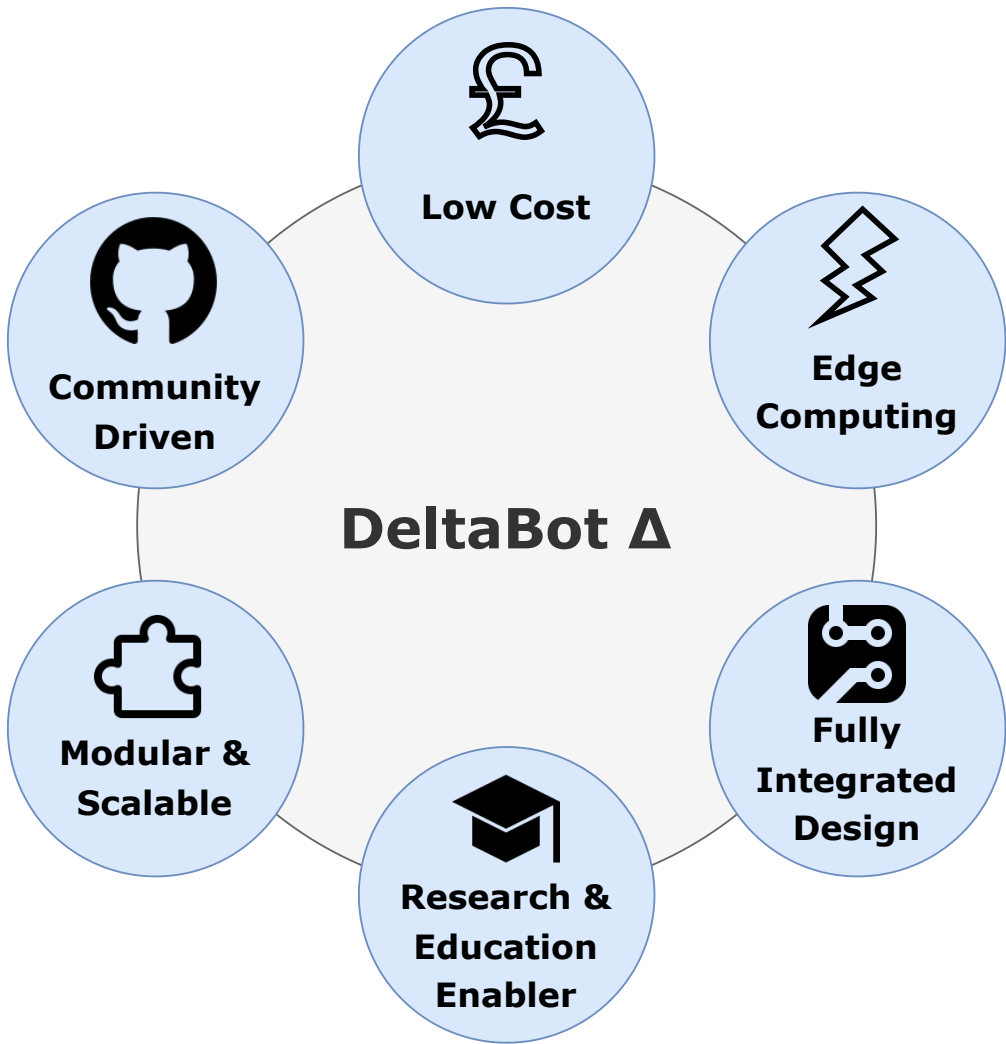 £
Low Cost
Edge
Computing
Fully
Integrated
Design
Research &
Education
Enabler
Modular &
Scalable
Community
Driven
DeltaBot Δ